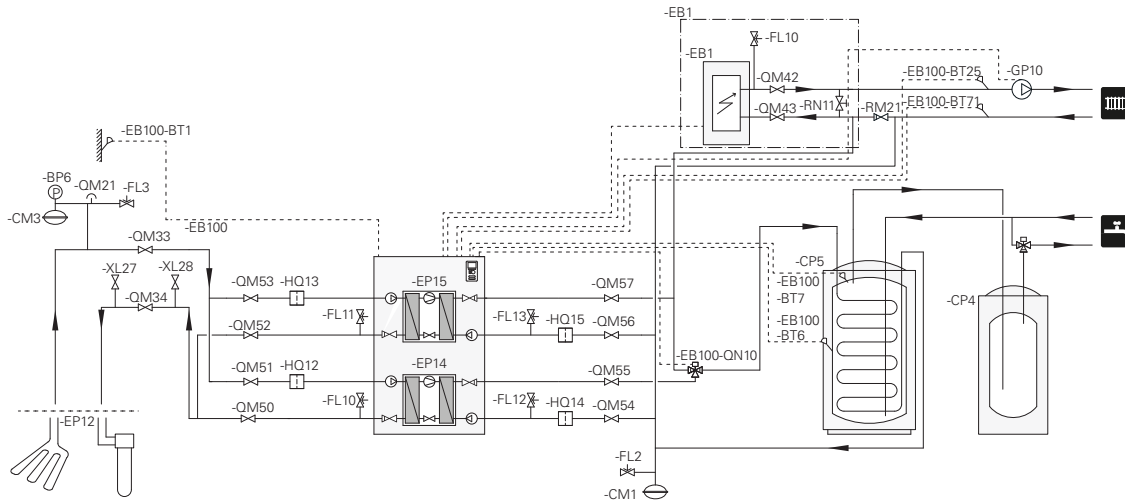 -EB1
-FL10
-EB1
-QM42
-EB100-BT25
-GP10
-QM43
-RN11
-RM21
-EB100-BT71
-EB100-BT1
-BP6
-QM21
-FL3
-CM3
-EB100
-QM33
-XL27
-XL28
-QM34
-QM53
-HQ13
-EP15
-QM57
-CP5
-EB100
-BT7
-CP4
-FL11
-QM52
-FL13
-HQ15
-QM56
-EB100
-BT6
-QM51
-HQ12
-EP14
-EB100-QN10
-QM55
-FL10
-QM50
-FL12
-HQ14
-QM54
-EP12
-FL2
-CM1
P